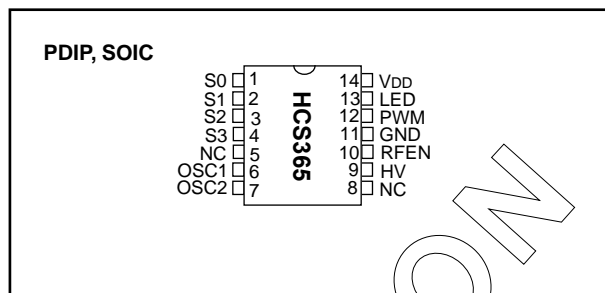 PDIP, SOIC
S0 1 14 VDD
S1 2 13 LED
S2 3 12 PWM
S3 4 11 GND
NC 5 10 RFEN
OSC1 6 9 HV
OSC2 7 8 NC
HCS365
ON